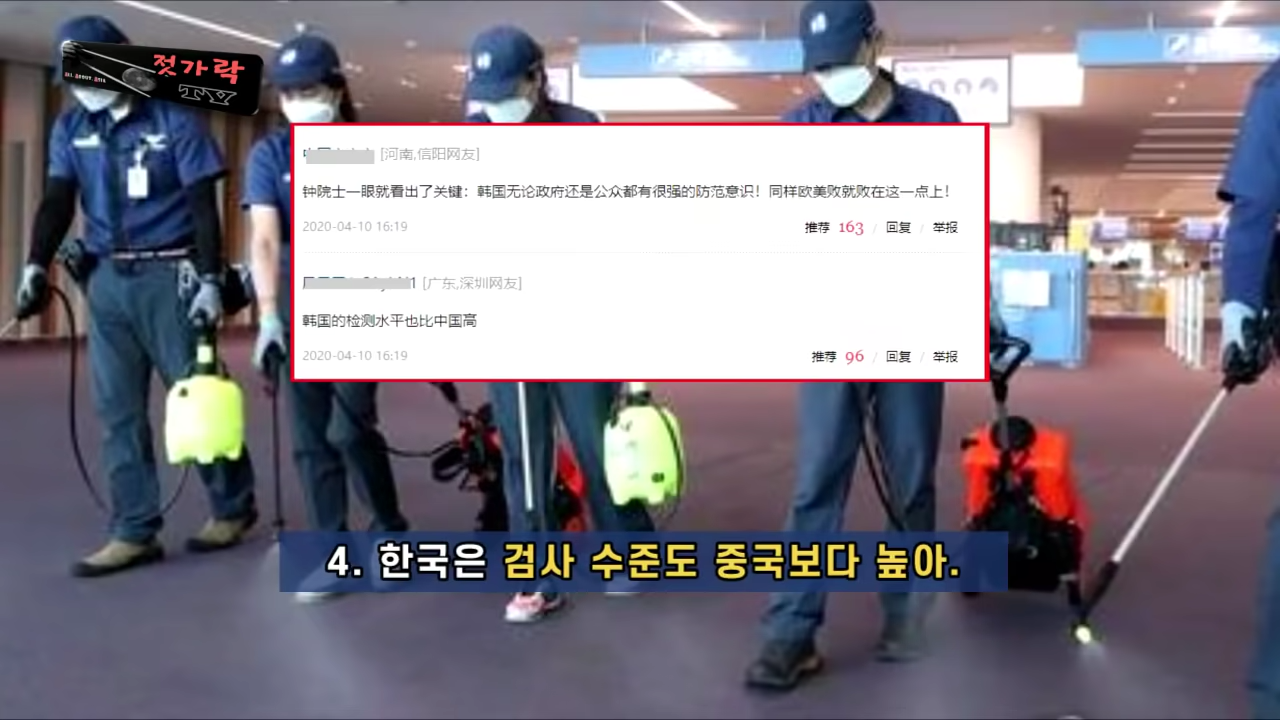 젓가락
TV
[河南,信阳网友]
钟院士一眼就看出了关键：韩国无论政府还是公众都有很强的防范意识！同样欧美败就败在这一点上！
2020-04-10 16:19
推荐 163 / 回复 / 举报
1 [广东,深圳网友]
韩国的检测水平也比中国高
2020-04-10 16:19
推荐 96 / 回复 / 举报
4. 한국은 검사 수준도 중국보다 높아.